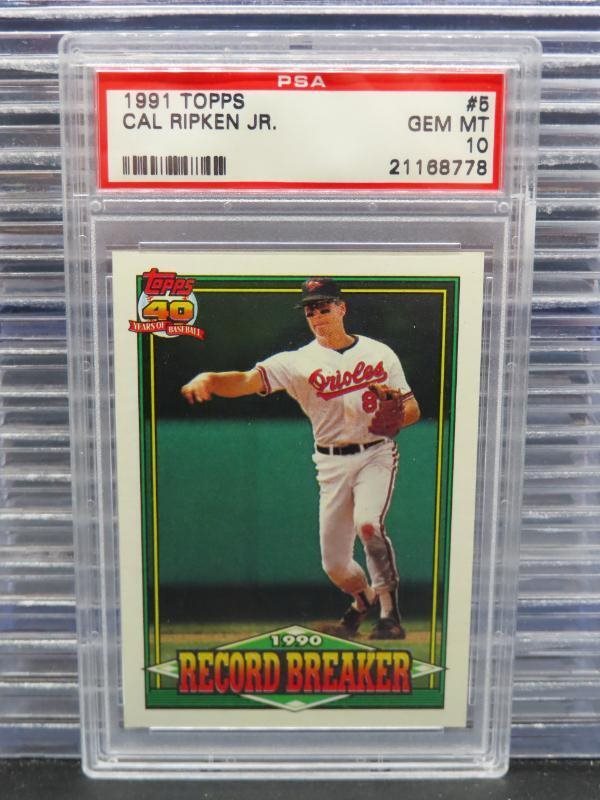 PSA
1991 TOPPS #5
CAL RIPKEN JR. GEM MT
10
21168778
Topps
40
YEARS OF BASEBALL
Orioles
8
1990
RECORD BREAKER